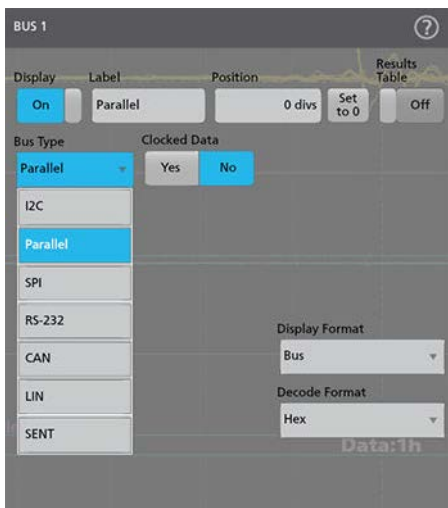 BUS 1
?
Display Label Position Results Table
On Parallel 0 divs Set to 0 Off
Bus Type Clocked Data
Parallel Yes No
I2C
Parallel
SPI
RS-232
CAN
LIN
SENT
Display Format
Bus
Decode Format
Hex
Data:1h